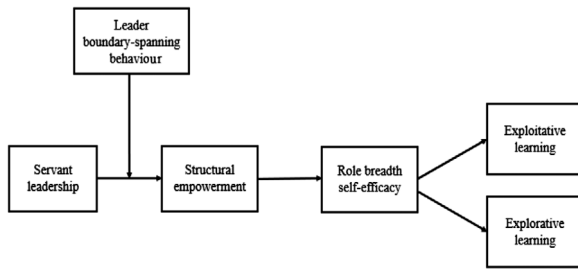 Leader
boundary-spanning
behaviour
Servant
leadership
Structural
empowerment
Role breadth
self-efficacy
Exploitative
learning
Explorative
learning